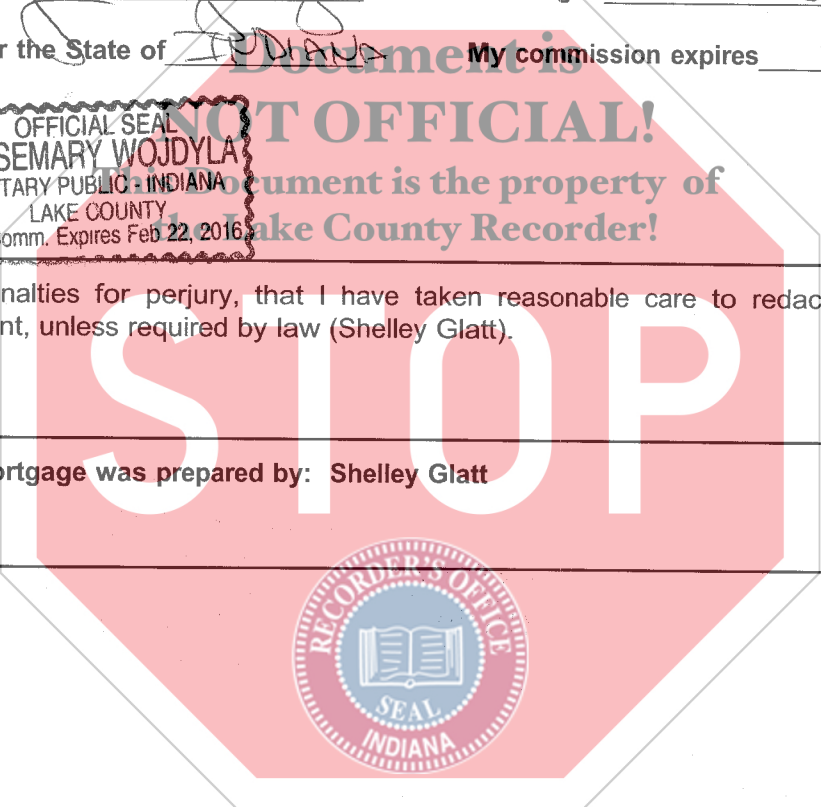 r the State of INDIANA My commission expires
Document is
NOT OFFICIAL!
This Document is the property of
the Lake County Recorder!
OFFICIAL SEAL
SEMARY WOJDYLA
TARY PUBLIC - INDIANA
LAKE COUNTY
omm. Expires Feb 22, 2016
nalties for perjury, that I have taken reasonable care to redac
nt, unless required by law (Shelley Glatt).
STOP
ortgage was prepared by: Shelley Glatt
RECORDER'S OFFICE
SEAL
INDIANA